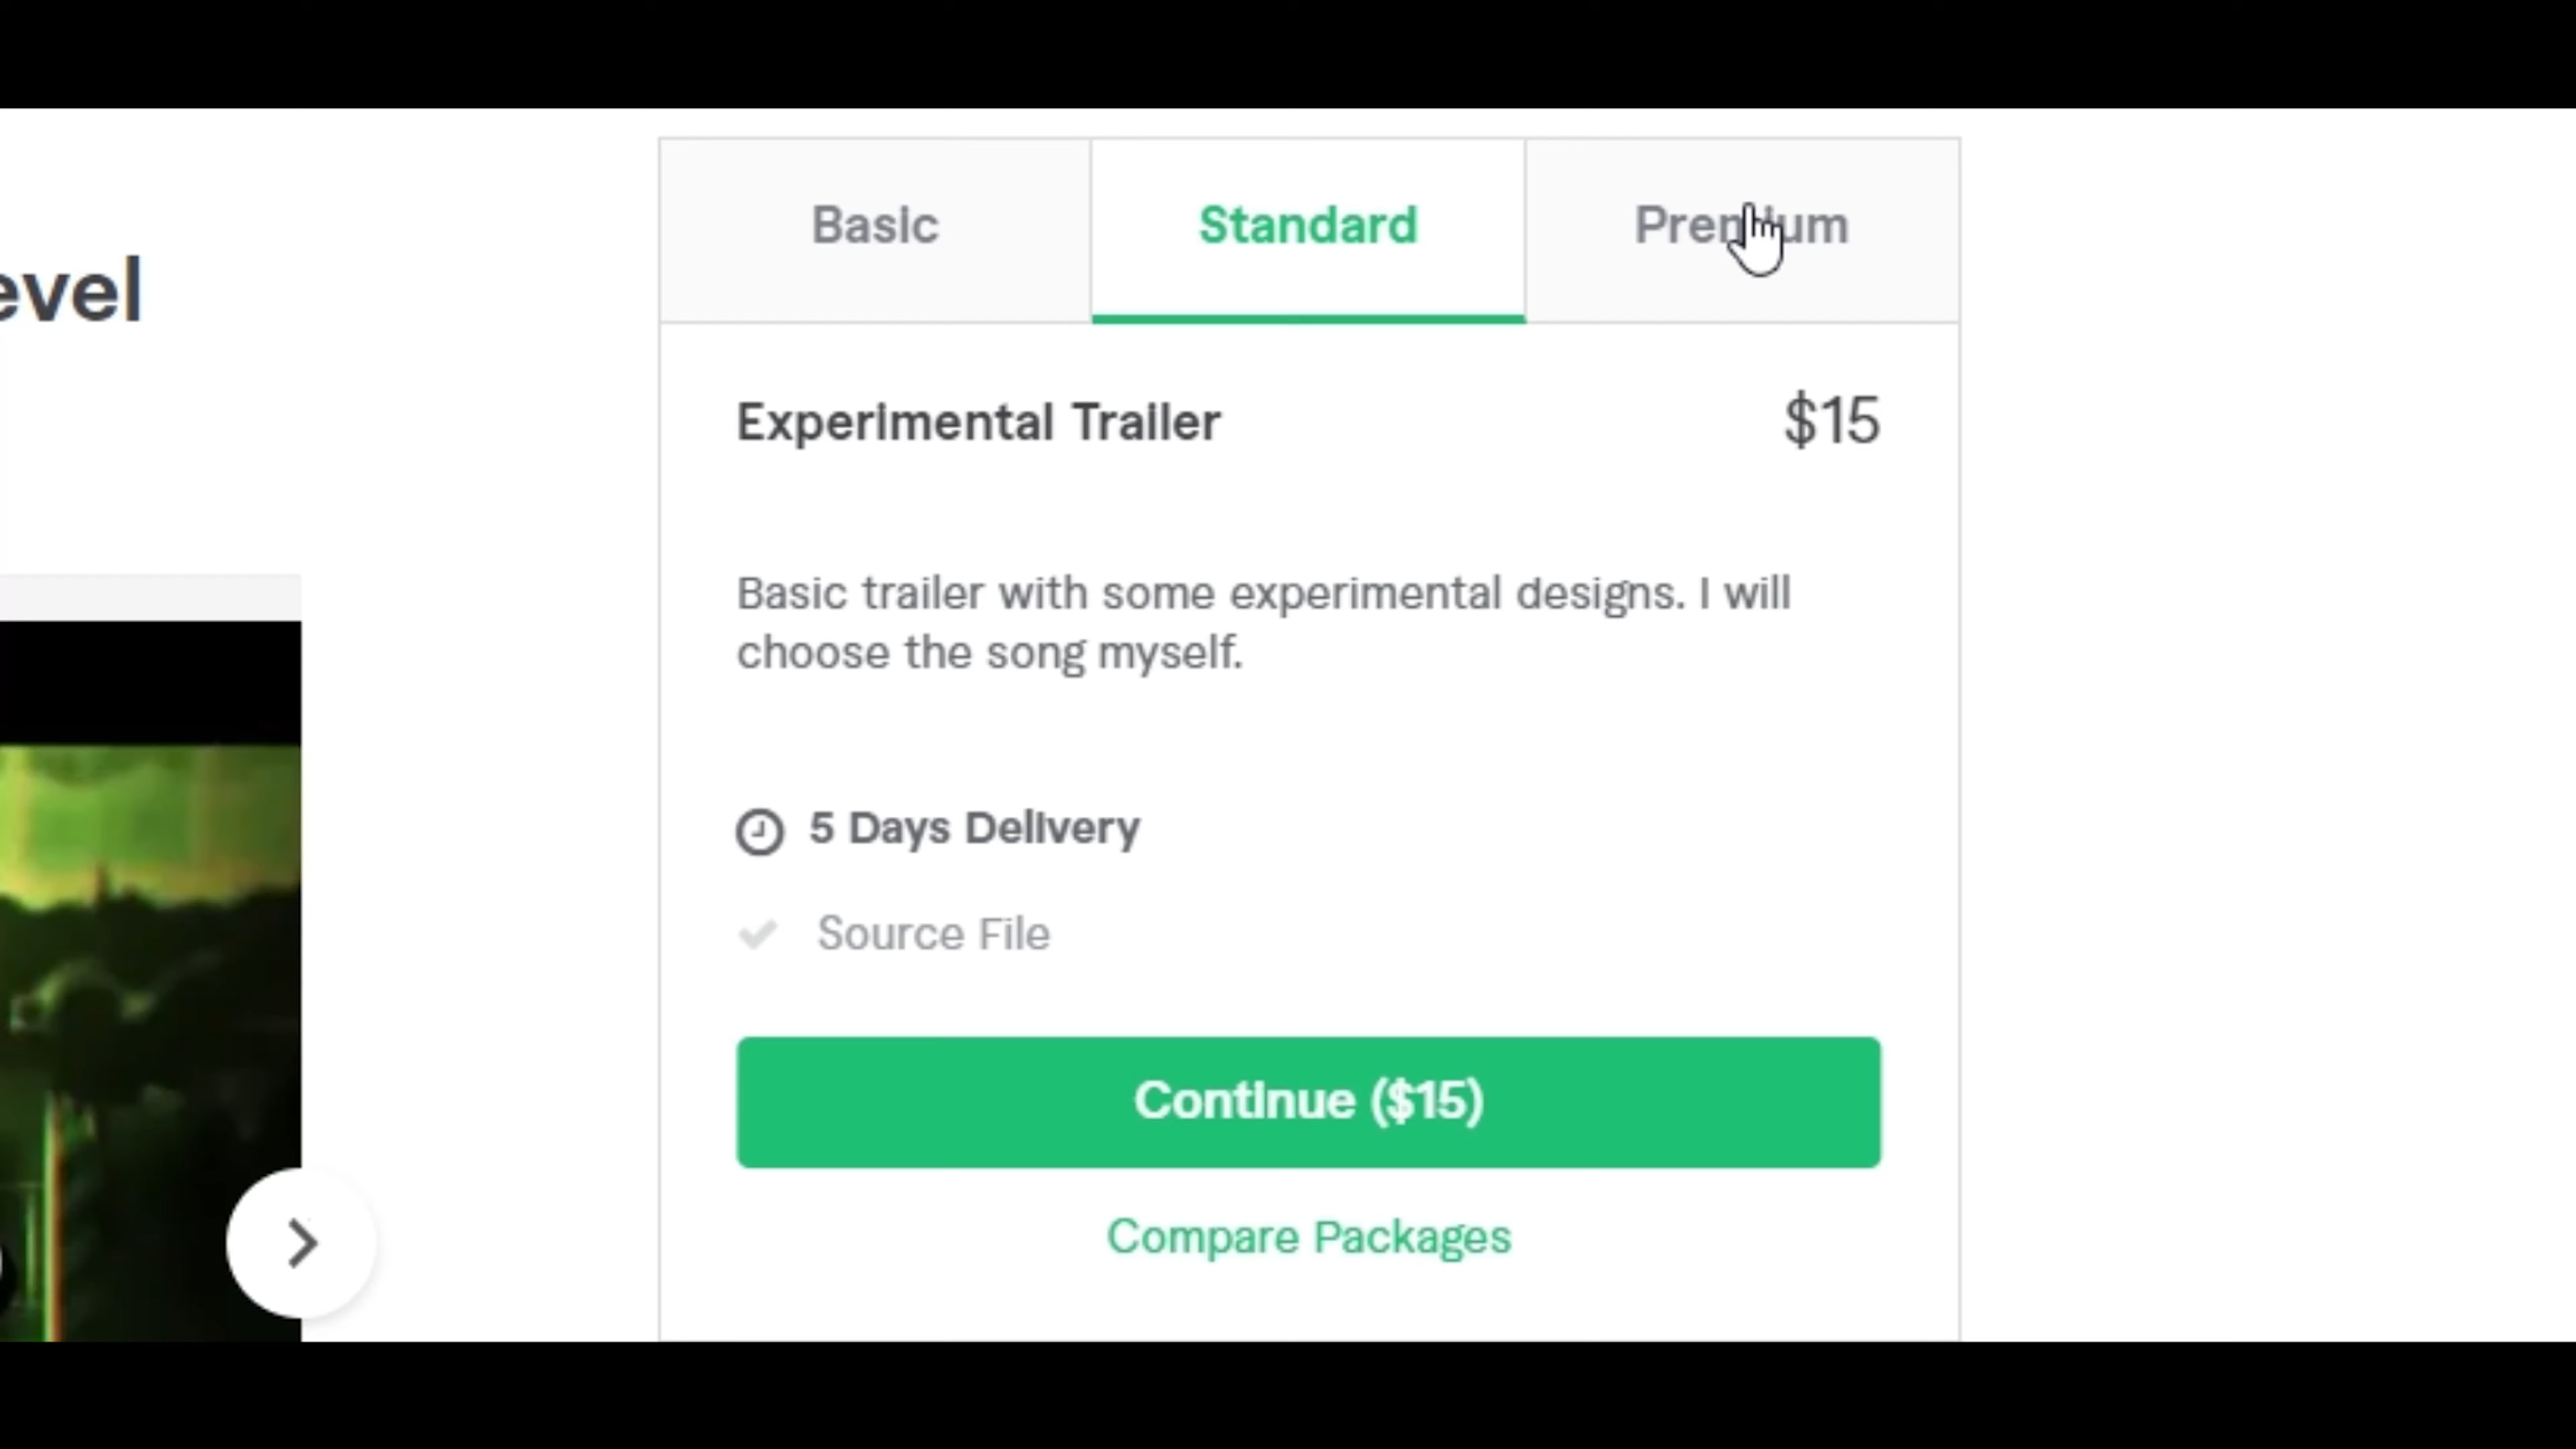 evel
Basic
Standard
Premium
Experimental Trailer
$15
Basic trailer with some experimental designs. I will
choose the song myself.
5 Days Delivery
Source File
Continue ($15)
Compare Packages